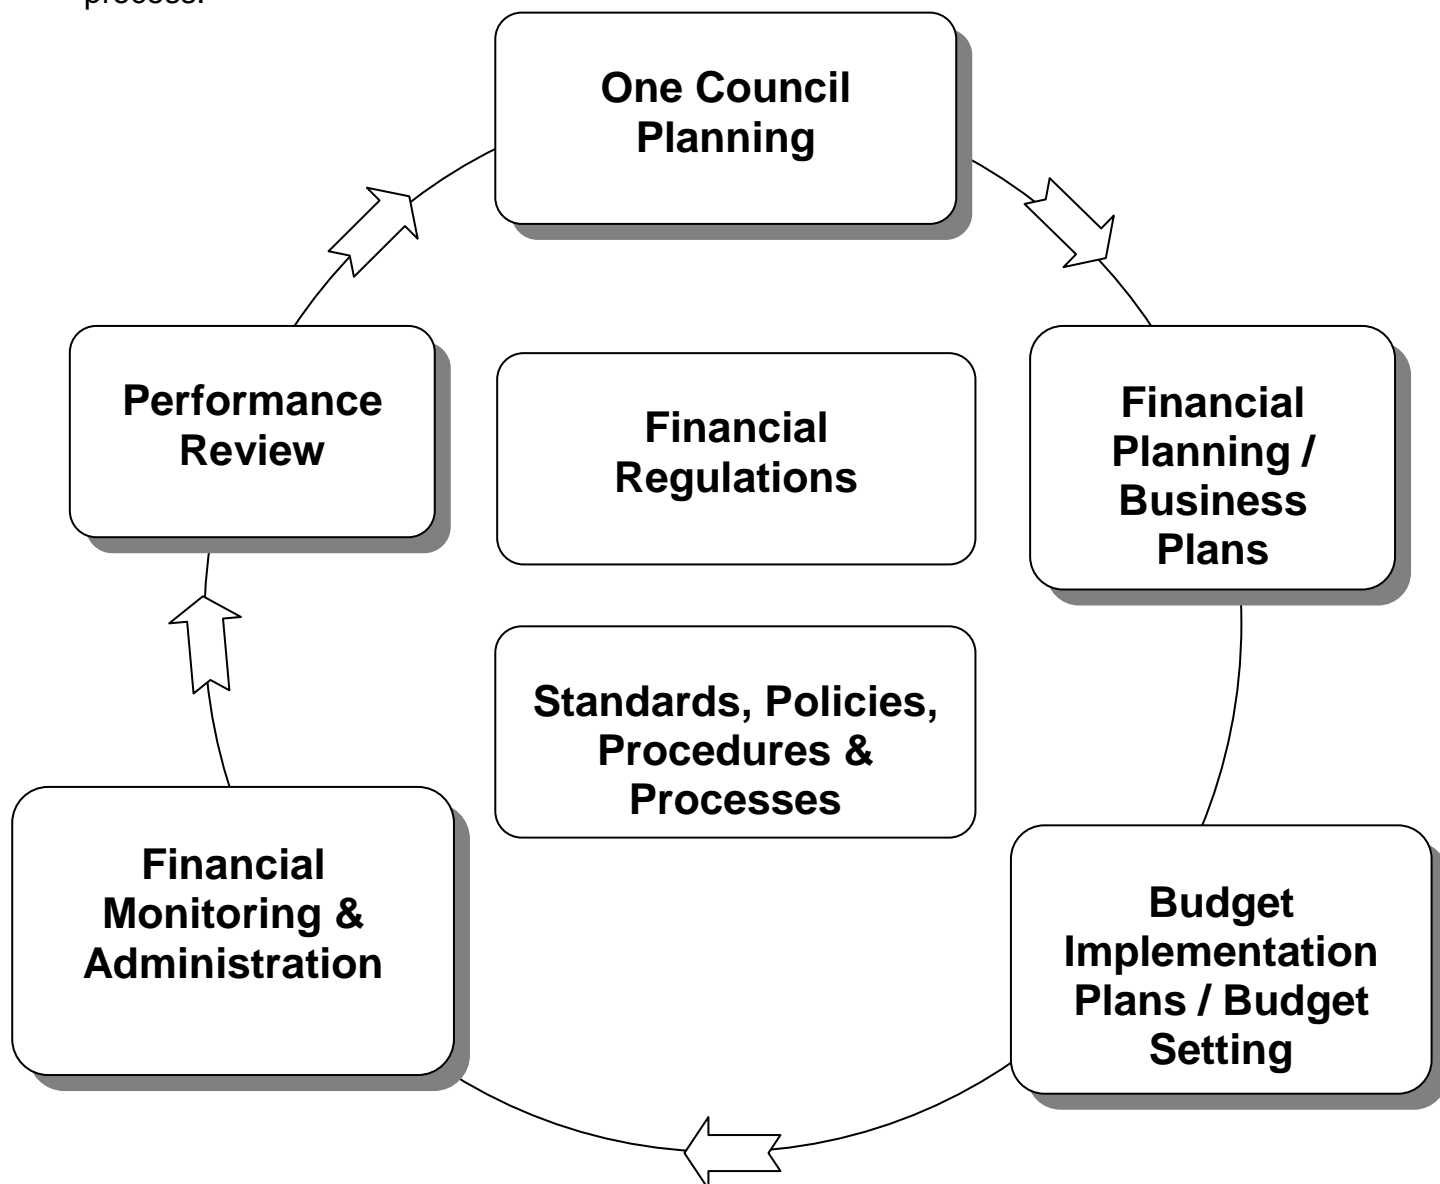 process.
One Council
Planning
Performance
Review
Financial
Regulations
Financial
Planning /
Business
Plans
Standards, Policies,
Procedures &
Processes
Financial
Monitoring &
Administration
Budget
Implementation
Plans / Budget
Setting